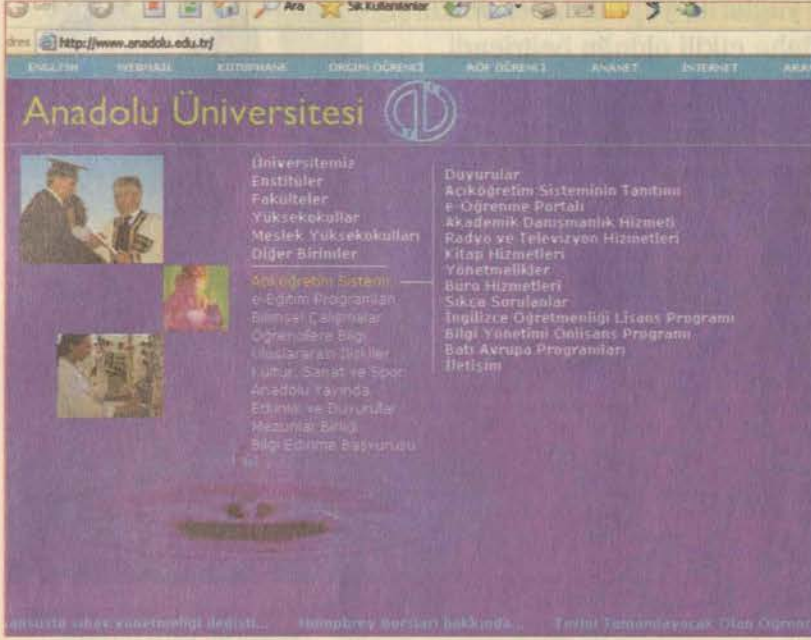 Ara Sık Kullanılanlar
dres http://www.anadolu.edu.tr/
ENGLISH WEBMAIL KÜTÜPHANE ÖRGÜN ÖĞRENCİ AÖF ÖĞRENCİ ANANET İNTERNET
Anadolu Üniversitesi
Üniversitemiz
Enstitüler
Fakülteler
Yüksekokullar
Meslek Yüksekokulları
Diğer Birimler
Açıköğretim Sistemi
e-Eğitim Programları
Bilimsel Çalışmalar
Öğrencilere Bilgi
Uluslararası İlişkiler
Kültür, Sanat ve Spor
Anadolu Yayında
Etkinlik ve Duyurular
Mezunlar Birliği
Bilgi Edinme Başvurusu
Duyurular
Açıköğretim Sisteminin Tanıtımı
e-Öğrenme Portalı
Akademik Danışmanlık Hizmeti
Radyo ve Televizyon Hizmetleri
Kitap Hizmetleri
Yönetmelikler
Büro Hizmetleri
Sıkça Sorulanlar
İngilizce Öğretmenliği Lisans Programı
Bilgi Yönetimi Önlisans Programı
Batı Avrupa Programları
İletişim
yönetmeliği değişti... Humphrey Bursları hakkında...